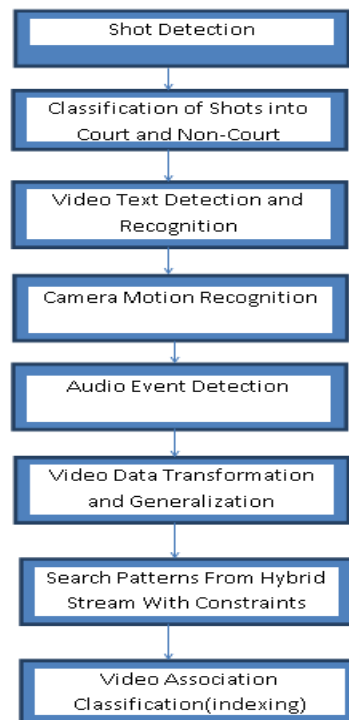 Shot Detection
Classification of Shots into
Court and Non-Court
Video Text Detection and
Recognition
Camera Motion Recognition
Audio Event Detection
Video Data Transformation
and Generalization
Search Patterns From Hybrid
Stream With Constraints
Video Association
Classification(indexing)